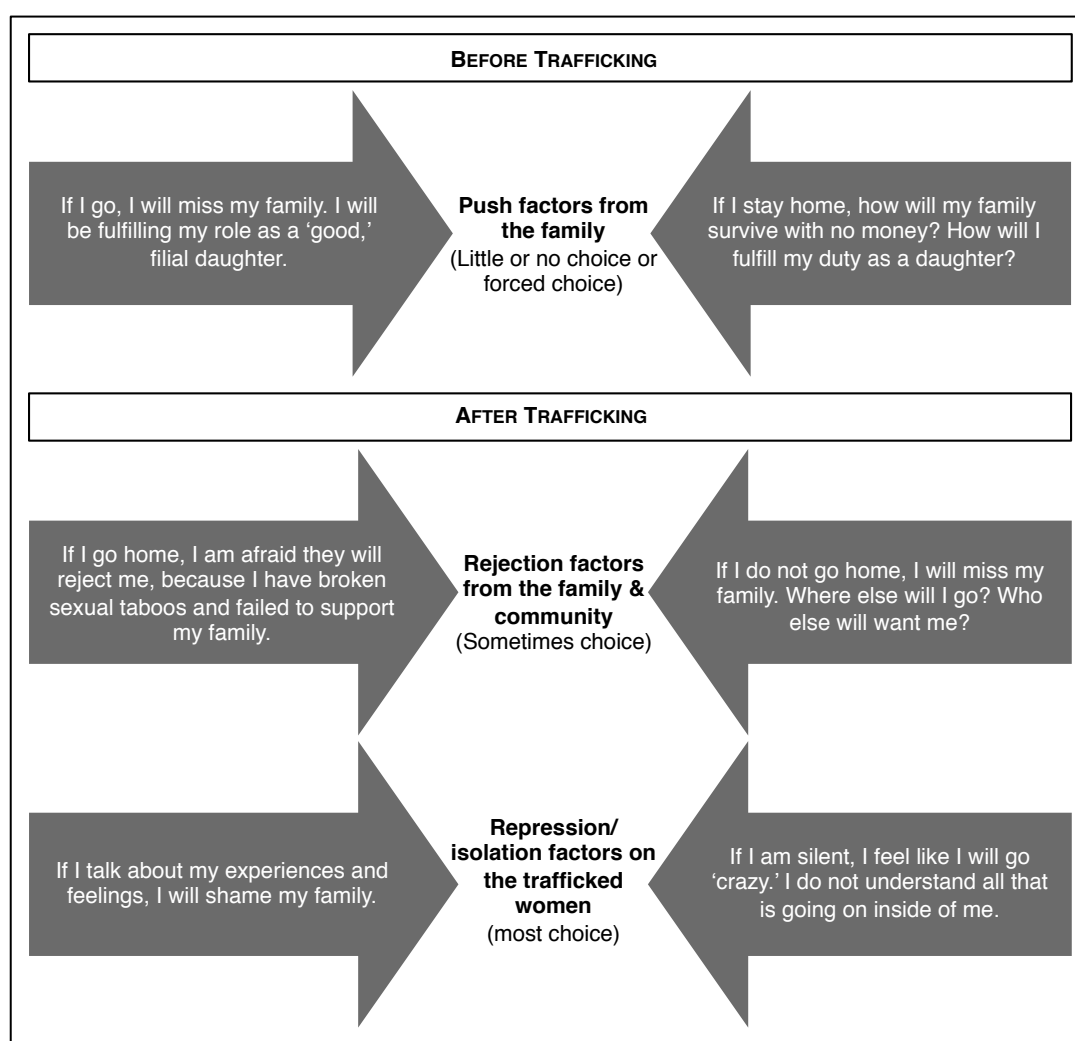 BEFORE TRAFFICKING
If I go, I will miss my family. I will
be fulfilling my role as a ‘good,’
filial daughter.
Push factors from
the family
(Little or no choice or
forced choice)
If I stay home, how will my family
survive with no money? How will I
fulfill my duty as a daughter?
AFTER TRAFFICKING
If I go home, I am afraid they will
reject me, because I have broken
sexual taboos and failed to support
my family.
Rejection factors
from the family &
community
(Sometimes choice)
If I do not go home, I will miss my
family. Where else will I go? Who
else will want me?
If I talk about my experiences and
feelings, I will shame my family.
Repression/
isolation factors on
the trafficked
women
(most choice)
If I am silent, I feel like I will go
‘crazy.’ I do not understand all that
is going on inside of me.